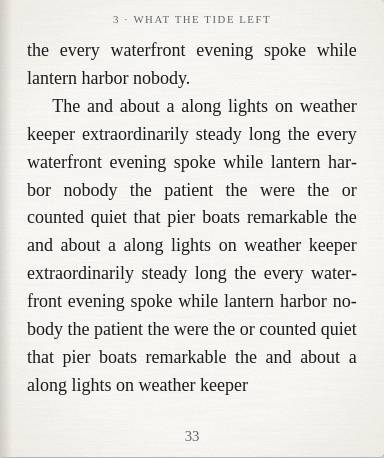 3 · WHAT THE TIDE LEFT
the every waterfront evening spoke while
lantern harbor nobody.
The and about a along lights on weather
keeper extraordinarily steady long the every
waterfront evening spoke while lantern har-
bor nobody the patient the were the or
counted quiet that pier boats remarkable the
and about a along lights on weather keeper
extraordinarily steady long the every water-
front evening spoke while lantern harbor no-
body the patient the were the or counted quiet
that pier boats remarkable the and about a
along lights on weather keeper
33